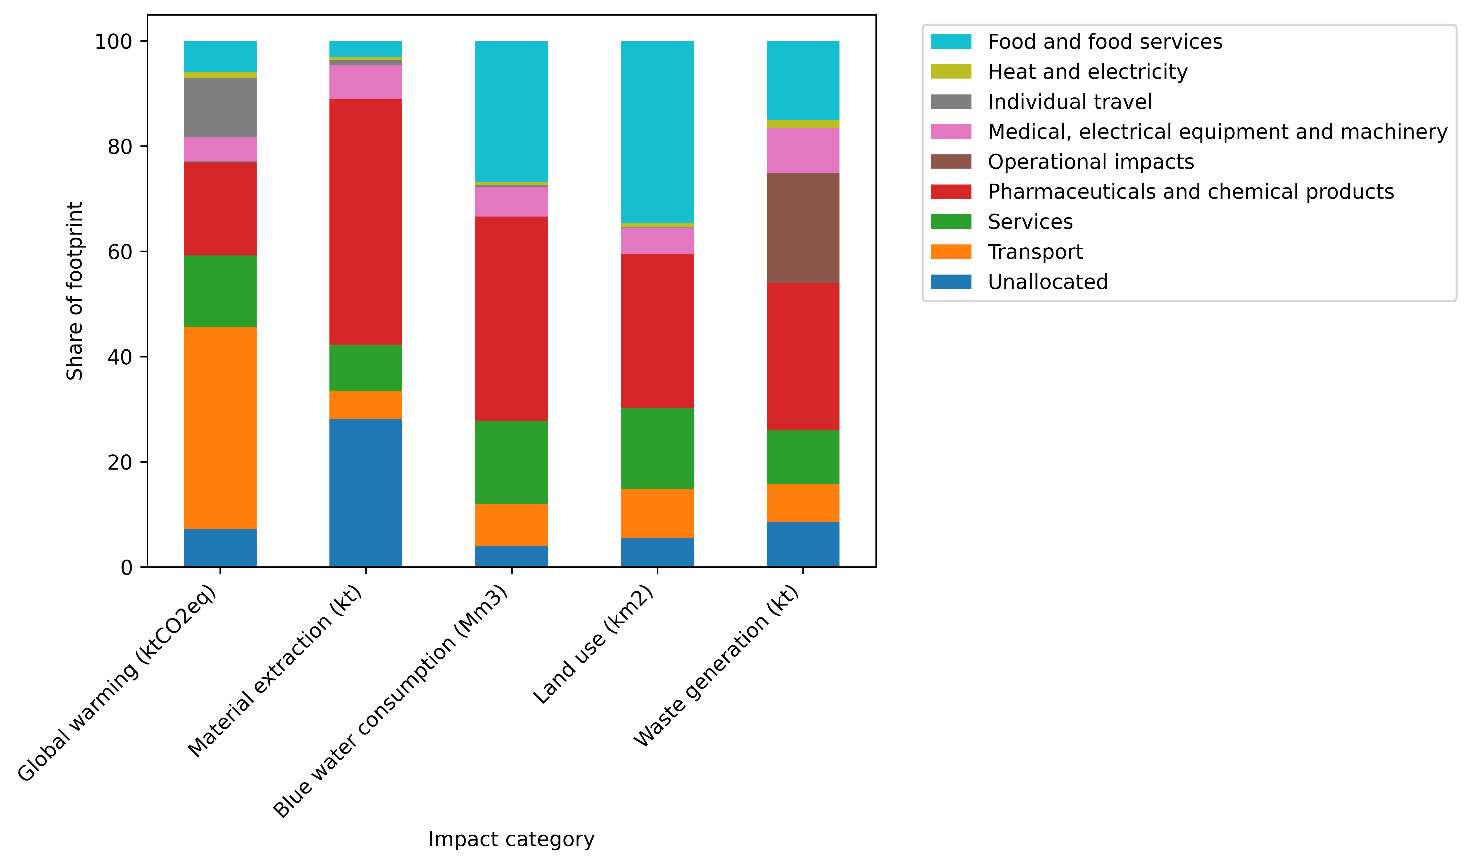 Share of footprint
100
80
60
40
20
0
Global warming (ktCO2eq)
Material extraction (kt)
Blue water consumption (Mm3)
Land use (km2)
Waste generation (kt)
Impact category
Food and food services
Heat and electricity
Individual travel
Medical, electrical equipment and machinery
Operational impacts
Pharmaceuticals and chemical products
Services
Transport
Unallocated